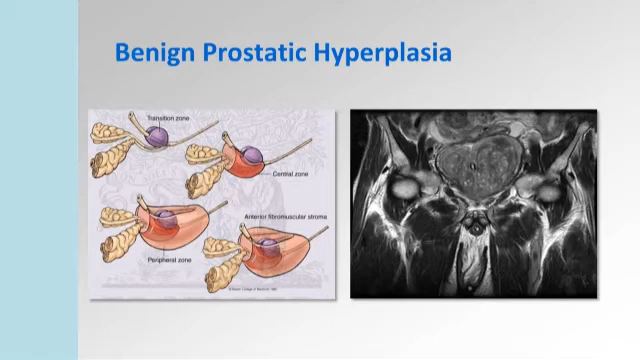 Benign Prostatic Hyperplasia
Transition zone
Central zone
Anterior fibromuscular stroma
Peripheral zone